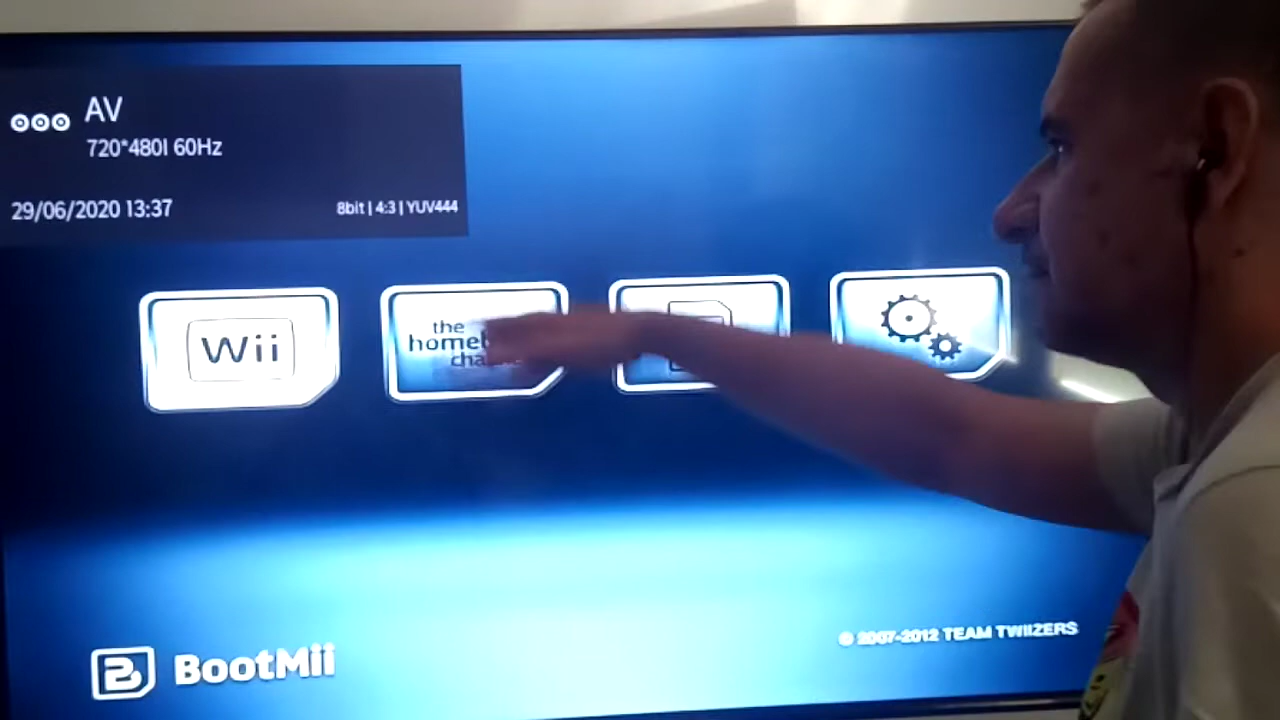 AV
720*480I 60Hz
29/06/2020 13:37
8bit | 4:3 | YUV444
Wii
the
BootMii
© 2007-2012 TEAM TWIIZERS